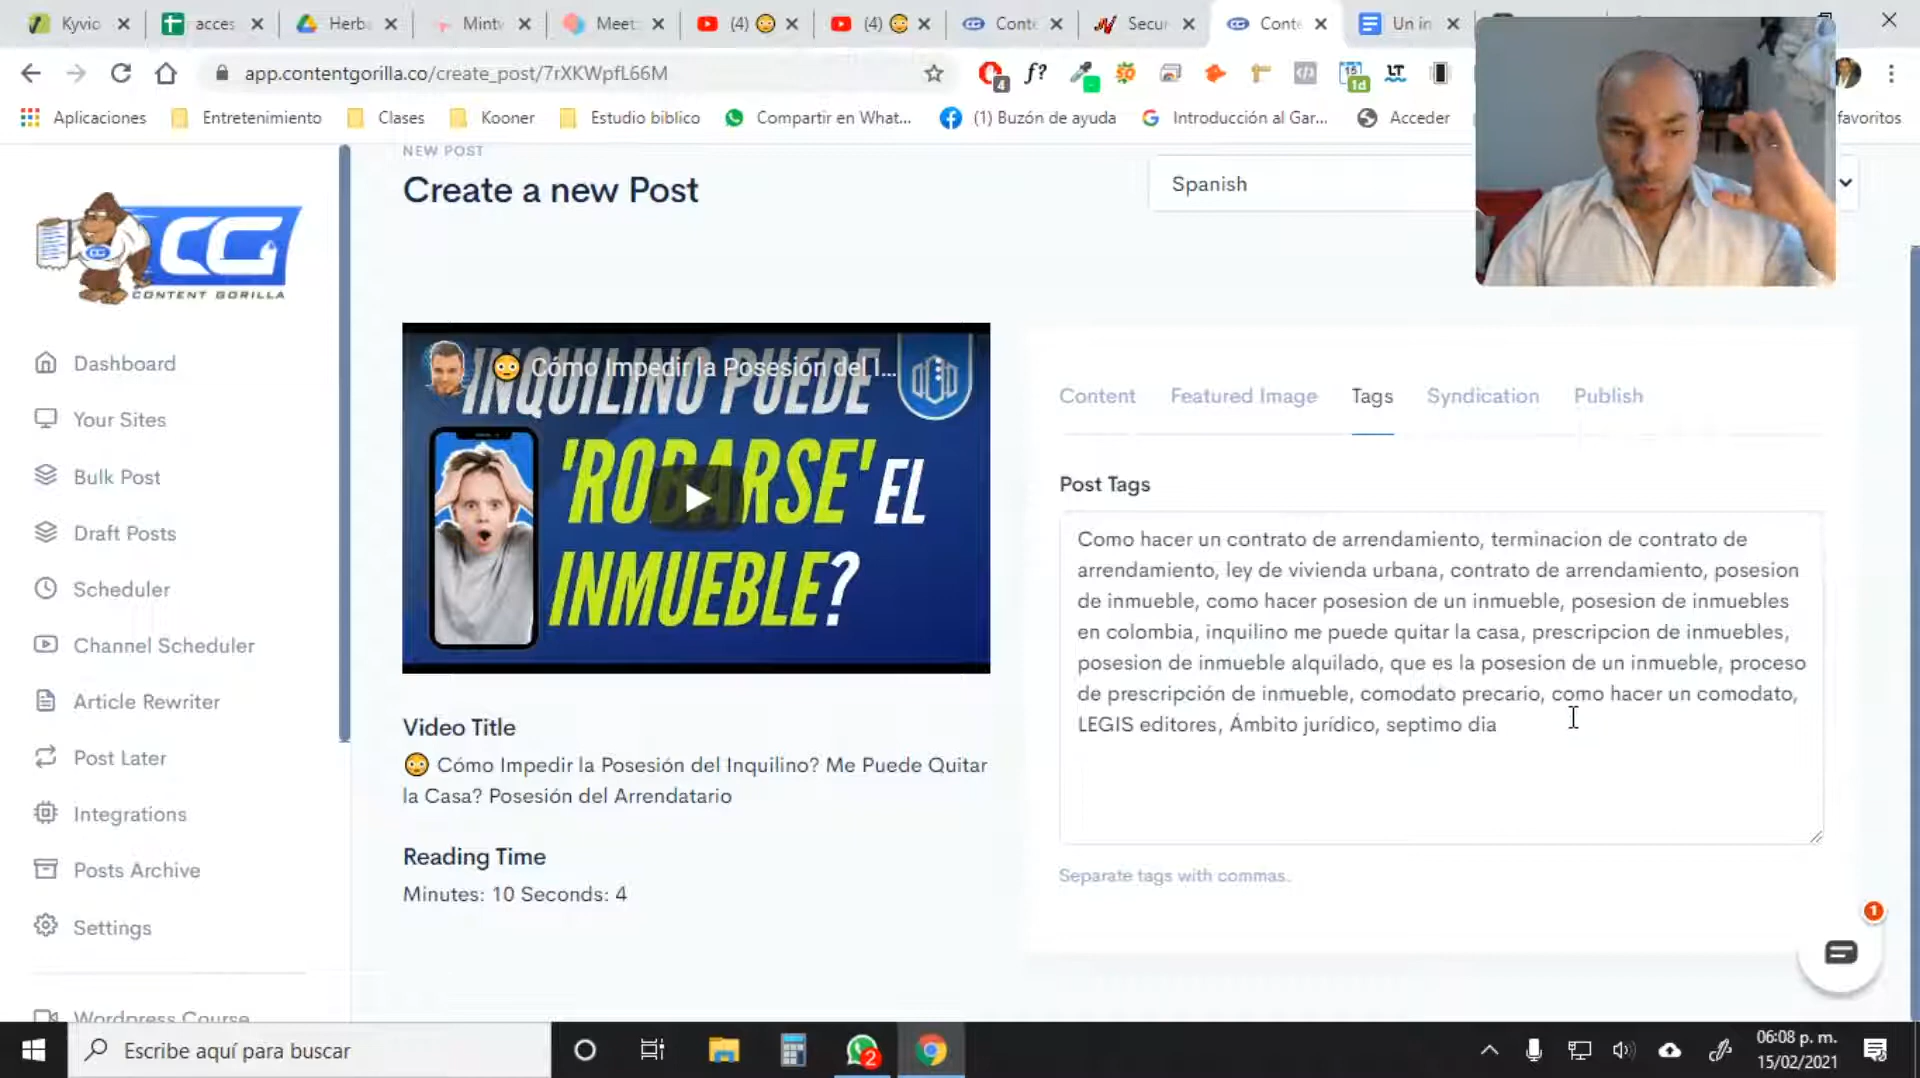 Kyvio
acces
Herb
Mintv
Meet
(4)
(4)
Conte
Secur
Conte
Un in
app.contentgorilla.co/create_post/7rXKWpfL66M
4
f?
SQ
15
1d
LT
Aplicaciones
Entretenimiento
Clases
Kooner
Estudio bíblico
Compartir en What...
(1) Buzón de ayuda
Introducción al Gar...
Acceder
favoritos
NEW POST
Create a new Post
Spanish
CG
CONTENT GORILLA
Dashboard
Your Sites
Bulk Post
Draft Posts
Scheduler
Channel Scheduler
Article Rewriter
Post Later
Integrations
Posts Archive
Settings
Wordpress Course
Cómo Impedir la Posesión del I...
INQUILINO PUEDE
'ROBARSE' EL
INMUEBLE?
Video Title
😳 Cómo Impedir la Posesión del Inquilino? Me Puede Quitar
la Casa? Posesión del Arrendatario
Reading Time
Minutes: 10 Seconds: 4
Content
Featured Image
Tags
Syndication
Publish
Post Tags
Como hacer un contrato de arrendamiento, terminacion de contrato de
arrendamiento, ley de vivienda urbana, contrato de arrendamiento, posesion
de inmueble, como hacer posesion de un inmueble, posesion de inmuebles
en colombia, inquilino me puede quitar la casa, prescripcion de inmuebles,
posesion de inmueble alquilado, que es la posesion de un inmueble, proceso
de prescripción de inmueble, comodato precario, como hacer un comodato,
LEGIS editores, Ámbito jurídico, septimo dia
Separate tags with commas.
1
Escribe aquí para buscar
2
06:08 p. m.
15/02/2021